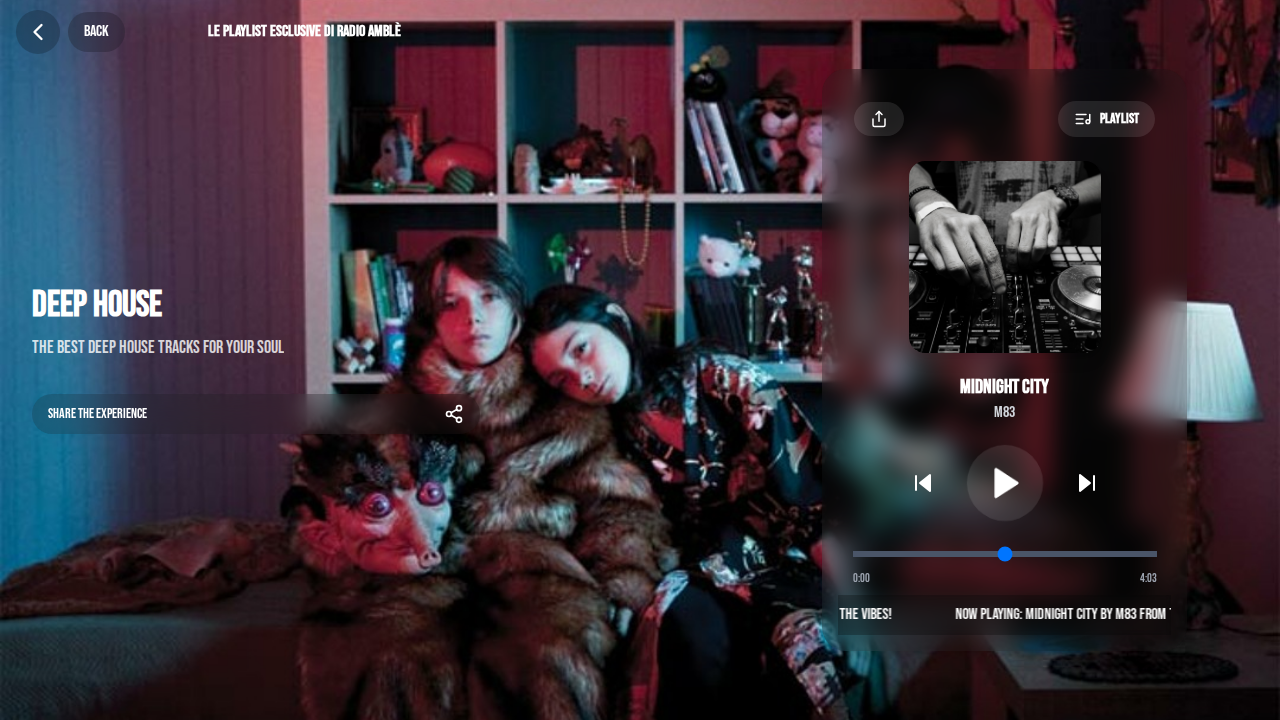 BACK
LE PLAYLIST ESCLUSIVE DI RADIO AMBLÈ
PLAYLIST
DEEP HOUSE
THE BEST DEEP HOUSE TRACKS FOR YOUR SOUL
SHARE THE EXPERIENCE
MIDNIGHT CITY
M83
0:00
4:03
THE VIBES!
NOW PLAYING: MIDNIGHT CITY BY M83 FROM